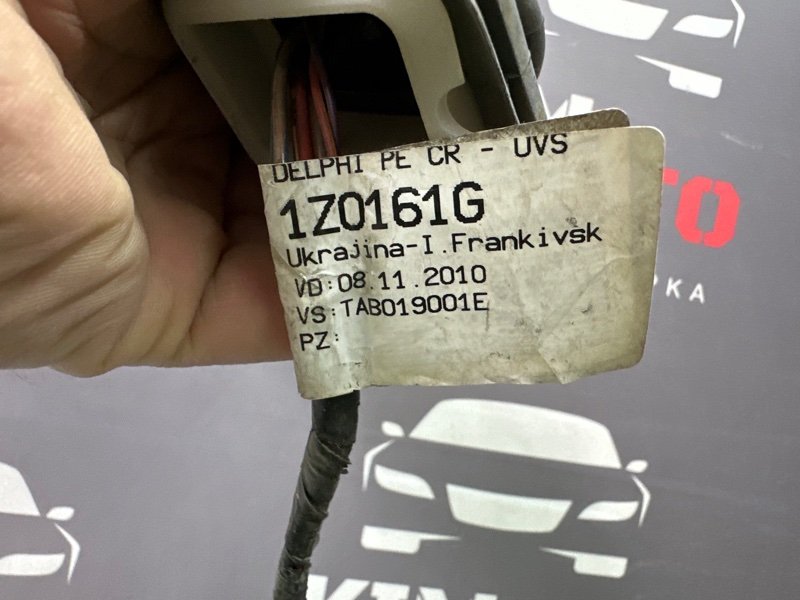 DELPHI PE CR - UVS
1Z0161G
Ukrajina-I.Frankivsk
VD:08.11.2010
VS:TAB019001E
PZ: